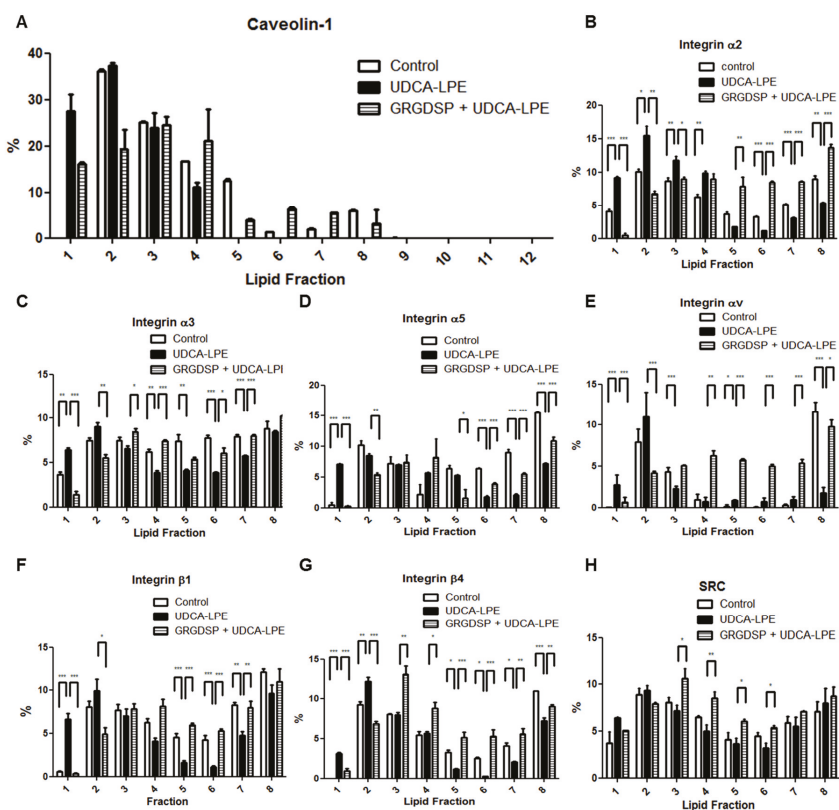 A
Caveolin-1
Control
UDCA-LPE
GRGDSP + UDCA-LPE
%
40
30
20
10
0
1 2 3 4 5 6 7 8 9 10 11 12
Lipid Fraction
B
Integrin α2
control
UDCA-LPE
GRGDSP + UDCA-LPE
%
20
15
10
5
0
* **
** * **
** ***
*** ***
**
*** *** *** ***
1 2 3 4 5 6 7 8
Lipid Fraction
C
Integrin α3
Control
UDCA-LPE
GRGDSP + UDCA-LPI
%
15
10
5
0
** *** ** * ** *** ** *** * *** ***
1 2 3 4 5 6 7 8
Lipid Fraction
D
Integrin α5
Control
UDCA-LPE
GRGDSP + UDCA-LPE
%
20
15
10
5
0
*** ***
*** *** ** * *** *** *** ***
1 2 3 4 5 6 7 8
Lipid Fraction
E
Integrin αv
Control
UDCA-LPE
GRGDSP + UDCA-LPE
%
15
10
5
0
*** *** *
*** *** *** ** * *** *** ***
1 2 3 4 5 6 7 8
Lipid Fraction
F
Integrin β1
Control
UDCA-LPE
GRGDSP + UDCA-LPE
%
15
10
5
0
*
*** *** *** *** *** *** ** **
1 2 3 4 5 6 7 8
Fraction
G
Integrin β4
Control
UDCA-LPE
GRGDSP + UDCA-LPE
%
15
10
5
0
** *** ** *
*** *** * *** * *** * ** *** **
1 2 3 4 5 6 7 8
Lipid Fraction
H
SRC
Control
UDCA-LPE
GRGDSP + UDCA-LPE
%
15
10
5
0
*
**
* *
1 2 3 4 5 6 7 8
Lipid Fraction